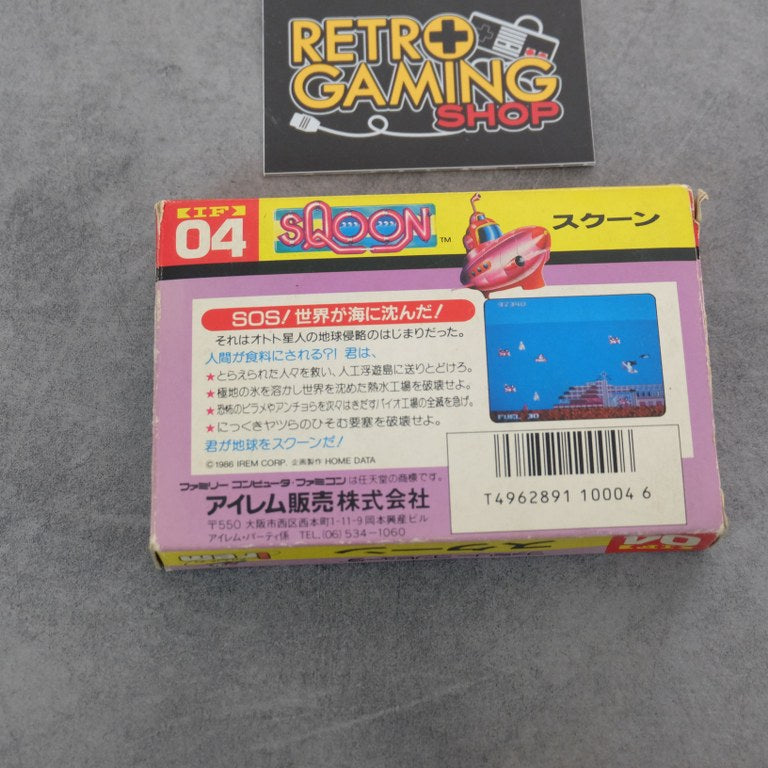 RETRO
GAMING
SHOP
IF
04
SQOON
TM
スクーン
SOS! 世界が海に沈んだ!
それはオトト星人の地球侵略のはじまりだった。
人間が食料にされる?! 君は、
★とらえられた人々を救い、人工浮遊島に送りとどけろ。
★極地の氷を溶かし世界を沈めた熱水工場を破壊せよ。
★恐怖のピラメやアンチョらを次々はきだすバイオ工場の全滅を急げ。
★にっくきヤツらのひそむ要塞を破壊せよ。
君が地球をスクーンだ!
©1986 IREM CORP. 企画製作 HOME DATA
FUEL 30
ファミリー コンピュータ・ファミコンは任天堂の商標です。
アイレム販売株式会社
〒550 大阪市西区西本町1-11-9 岡本興産ビル
アイレム・パーティ係 TEL.(06)534-1060
T4962891 10004 6
IF
04
スクーン